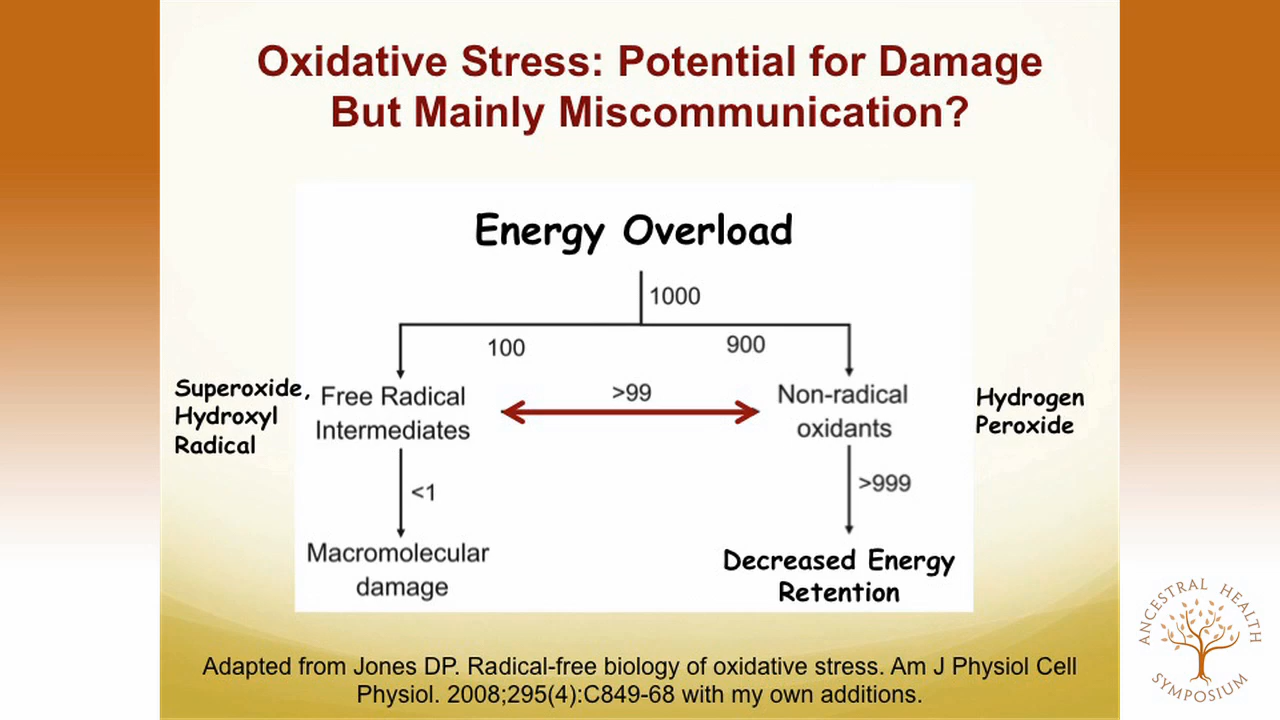 Oxidative Stress: Potential for Damage
But Mainly Miscommunication?
Energy Overload
1000
100
900
Superoxide,
Hydroxyl
Radical
Free Radical
Intermediates
>99
Non-radical
oxidants
Hydrogen
Peroxide
<1
>999
Macromolecular
damage
Decreased Energy
Retention
Adapted from Jones DP. Radical-free biology of oxidative stress. Am J Physiol Cell
Physiol. 2008;295(4):C849-68 with my own additions.
ANCESTRAL HEALTH
SYMPOSIUM